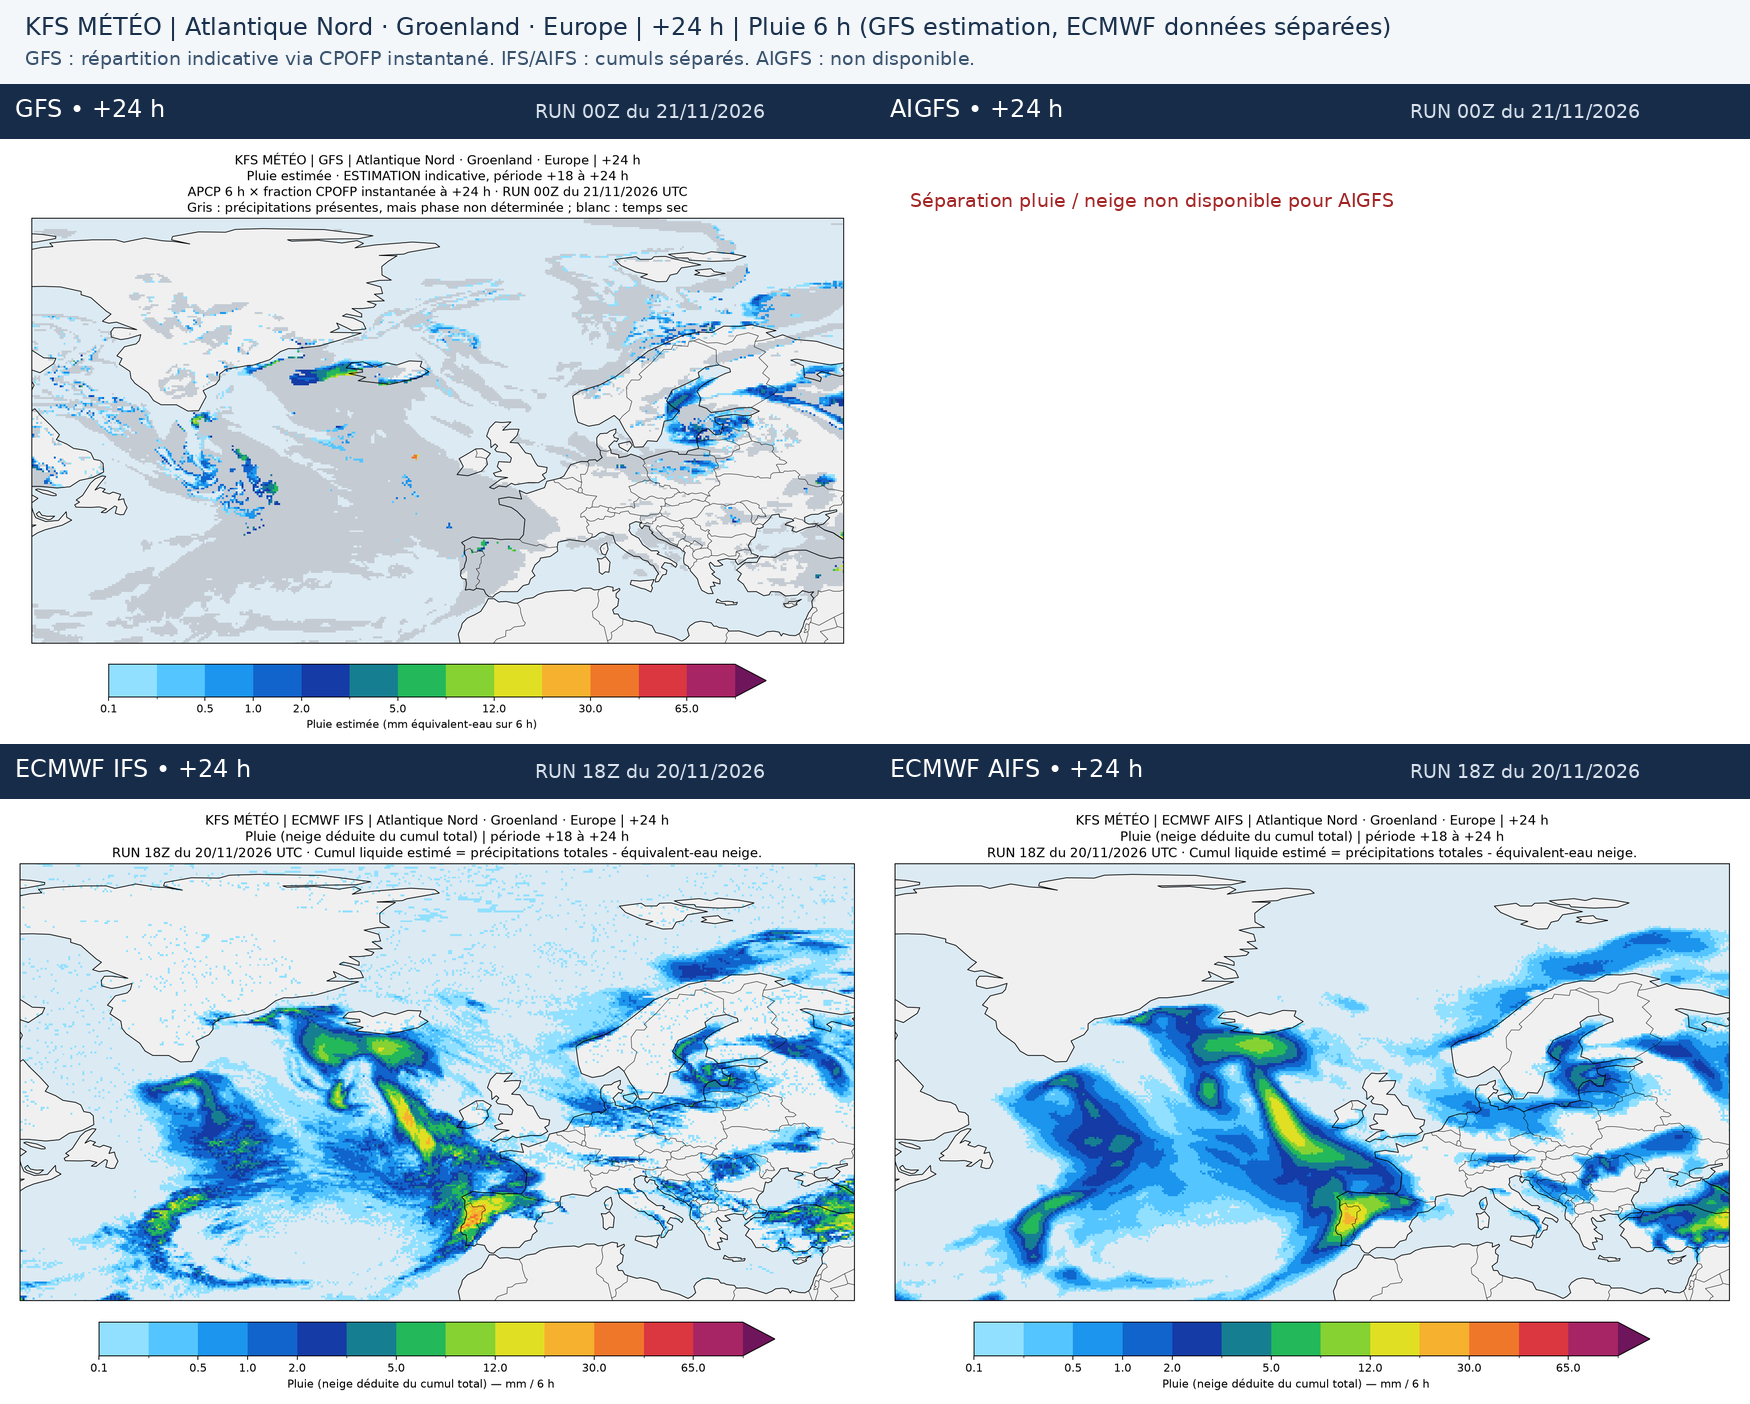 KFS MÉTÉO | Atlantique Nord · Groenland · Europe | +24 h | Pluie 6 h (GFS estimation, ECMWF données séparées)
GFS : répartition indicative via CPOFP instantané. IFS/AIFS : cumuls séparés. AIGFS : non disponible.
GFS • +24 h
RUN 00Z du 21/11/2026
AIGFS • +24 h
RUN 00Z du 21/11/2026
KFS MÉTÉO | GFS | Atlantique Nord · Groenland · Europe | +24 h
Pluie estimée · ESTIMATION indicative, période +18 à +24 h
APCP 6 h × fraction CPOFP instantanée à +24 h · RUN 00Z du 21/11/2026 UTC
Gris : précipitations présentes, mais phase non déterminée ; blanc : temps sec
Séparation pluie / neige non disponible pour AIGFS
0.1 0.5 1.0 2.0 5.0 12.0 30.0 65.0
Pluie estimée (mm équivalent-eau sur 6 h)
ECMWF IFS • +24 h
RUN 18Z du 20/11/2026
ECMWF AIFS • +24 h
RUN 18Z du 20/11/2026
KFS MÉTÉO | ECMWF IFS | Atlantique Nord · Groenland · Europe | +24 h
Pluie (neige déduite du cumul total) | période +18 à +24 h
RUN 18Z du 20/11/2026 UTC · Cumul liquide estimé = précipitations totales - équivalent-eau neige.
KFS MÉTÉO | ECMWF AIFS | Atlantique Nord · Groenland · Europe | +24 h
Pluie (neige déduite du cumul total) | période +18 à +24 h
RUN 18Z du 20/11/2026 UTC · Cumul liquide estimé = précipitations totales - équivalent-eau neige.
0.1 0.5 1.0 2.0 5.0 12.0 30.0 65.0
Pluie (neige déduite du cumul total) — mm / 6 h
0.1 0.5 1.0 2.0 5.0 12.0 30.0 65.0
Pluie (neige déduite du cumul total) — mm / 6 h